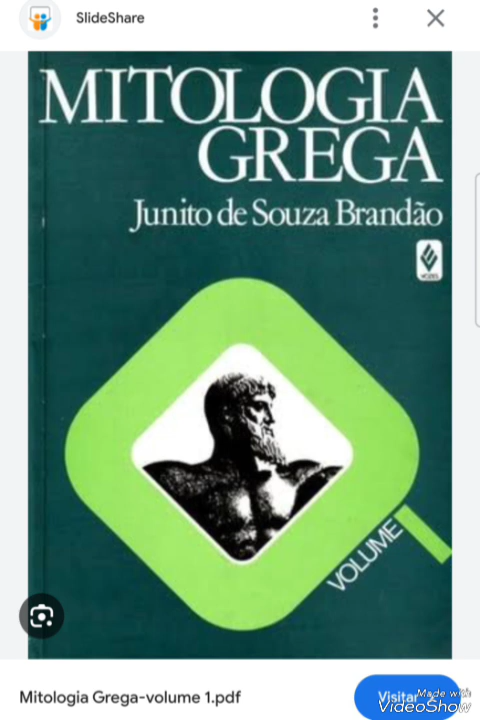 SlideShare
MITOLOGIA
GREGA
Junito de Souza Brandão
VOZES
VOLUME I
Mitologia Grega-volume 1.pdf
Visitar
Made with
VideoShow